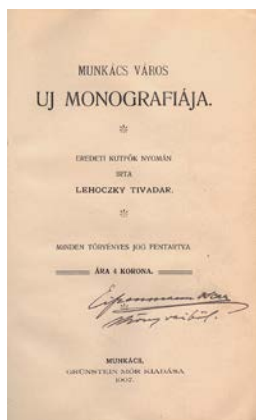 MUNKÁCS VÁROS
UJ MONOGRAFIÁJA.
EREDETI KUTFŐK NYOMÁN
IRTA
LEHOCZKY TIVADAR.
MINDEN TÖRVÉNYES JOG FENTARTVA
ÁRA 4 KORONA.
könyveiből.
MUNKÁCS,
GRÜNSTEIN MÓR KIADÁSA.
1907.